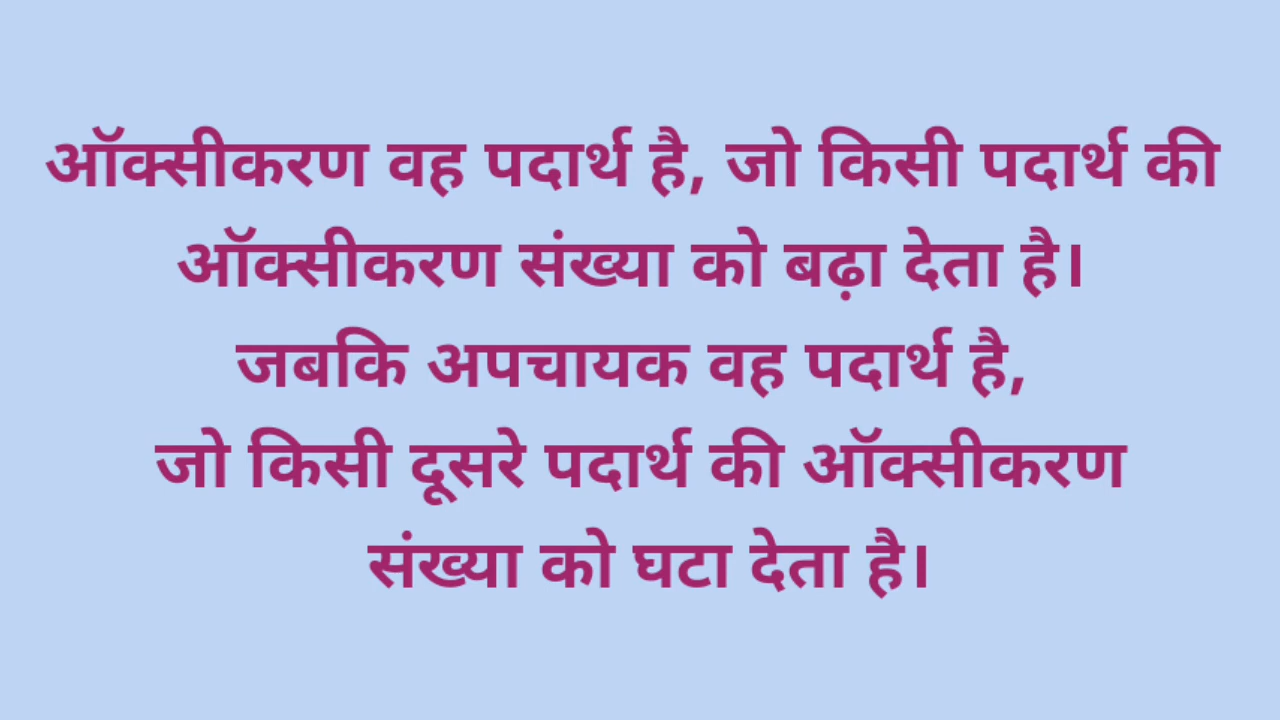 ऑक्सीकरण वह पदार्थ है, जो किसी पदार्थ की
ऑक्सीकरण संख्या को बढ़ा देता है।
जबकि अपचायक वह पदार्थ है,
जो किसी दूसरे पदार्थ की ऑक्सीकरण
संख्या को घटा देता है।